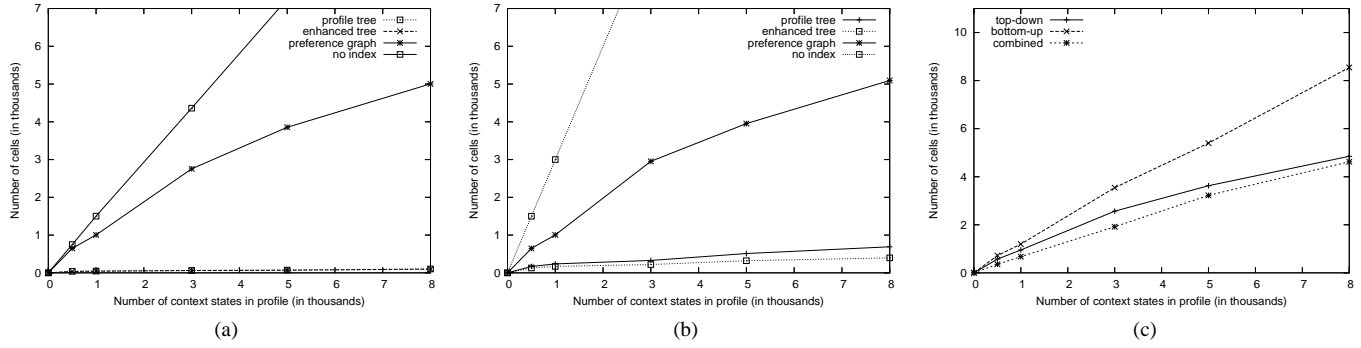 7
6
5
4
3
2
1
0
Number of cells (in thousands)
profile tree
enhanced tree
preference graph
no index
0 1 2 3 4 5 6 7 8
Number of context states in profile (in thousands)
(a)
7
6
5
4
3
2
1
0
Number of cells (in thousands)
profile tree
enhanced tree
preference graph
no index
0 1 2 3 4 5 6 7 8
Number of context states in profile (in thousands)
(b)
10
8
6
4
2
0
Number of cells (in thousands)
top-down
bottom-up
combined
0 1 2 3 4 5 6 7 8
Number of context states in profile (in thousands)
(c)